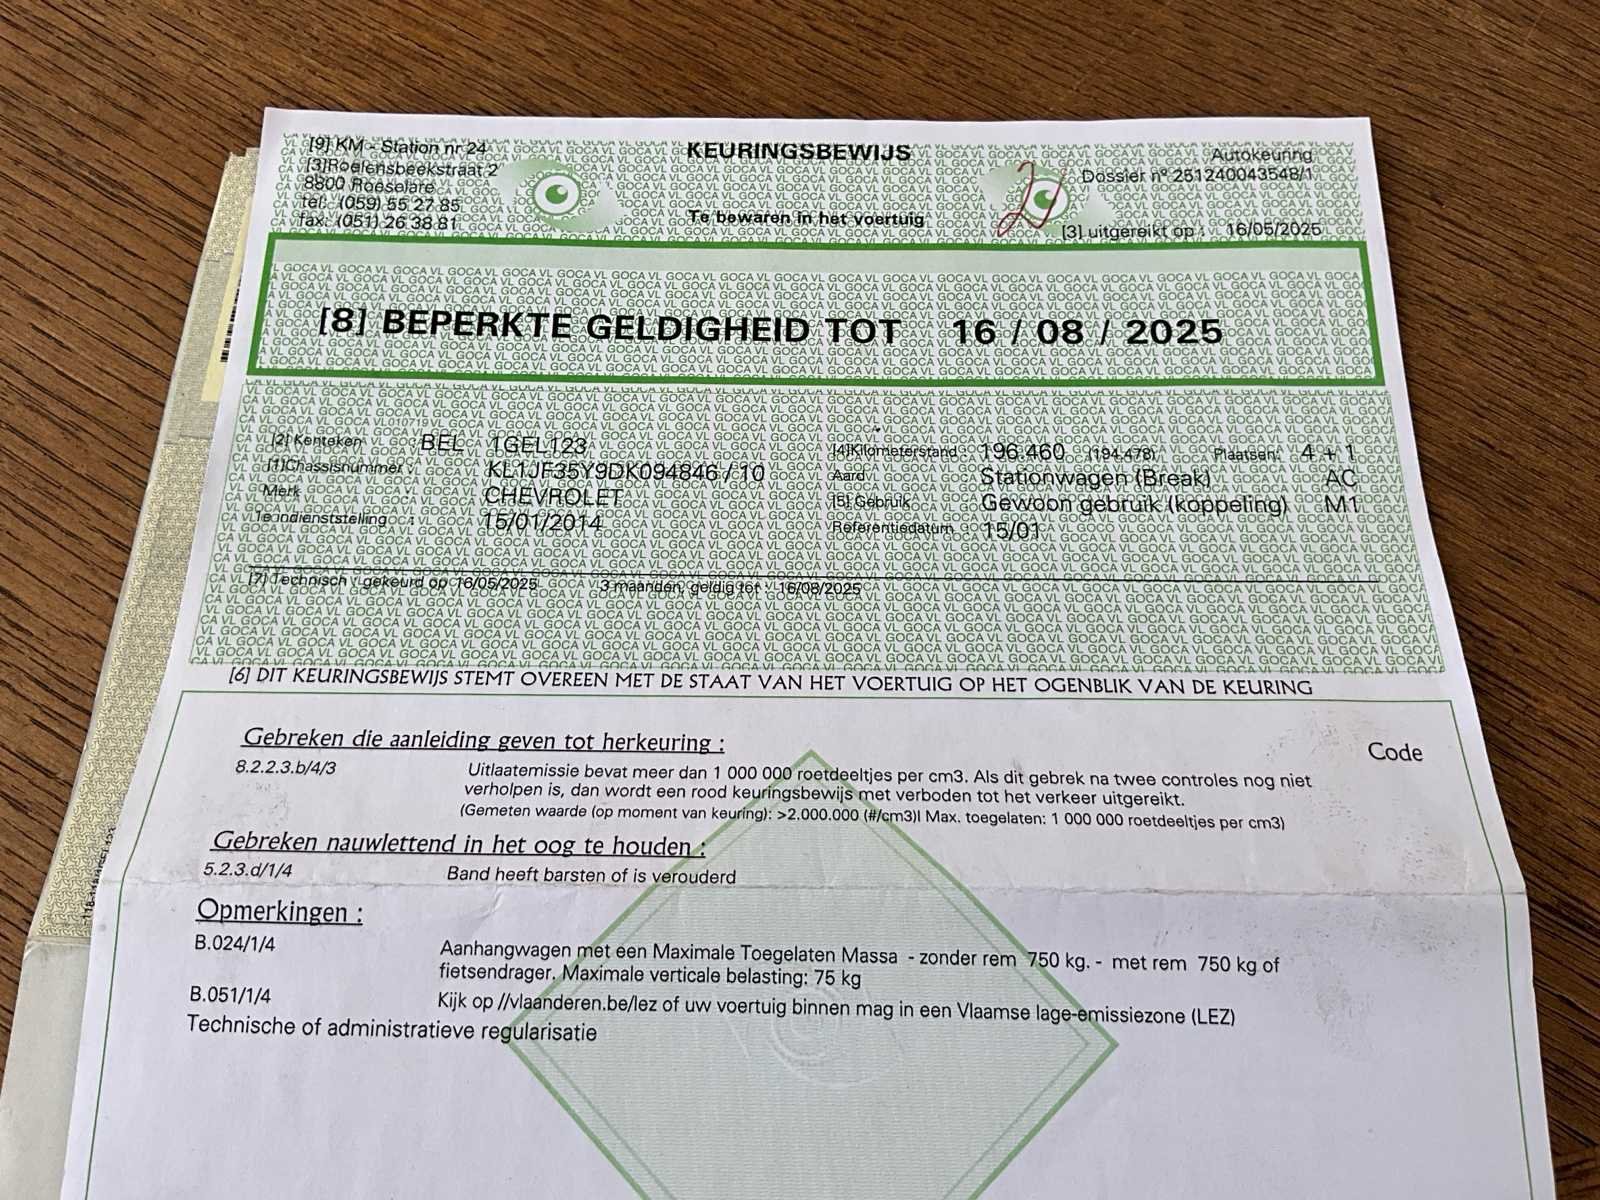 [9] KM - Station nr 24
[3]Roelensbeekstraat 2
8800 Roeselare
tel: (059) 55 27 85
fax: (051) 26 38 81
KEURINGSBEWIJS
Te bewaren in het voertuig
Autokeuring
Dossier nº 251240043548/1
[3] uitgereikt op : 16/05/2025
[8] BEPERKTE GELDIGHEID TOT 16 / 08 / 2025
[2] Kenteken : BEL 1GEL123
[1]Chassisnummer : KL1JF35Y9DK094846 / 10
Merk : CHEVROLET
1e indienststelling : 15/01/2014
[4]Kilometerstand : 196.460 (194.478) Plaatsen: 4 + 1
Aard : Stationwagen (Break) AC
[5] Gebruik : Gewoon gebruik (koppeling) M1
Referentiedatum : 15/01
[7] Technisch gekeurd op 16/05/2025 3 maanden, geldig tot : 16/08/2025
[6] DIT KEURINGSBEWIJS STEMT OVEREEN MET DE STAAT VAN HET VOERTUIG OP HET OGENBLIK VAN DE KEURING
Gebreken die aanleiding geven tot herkeuring :
Code
8.2.2.3.b/4/3 Uitlaatemissie bevat meer dan 1 000 000 roetdeeltjes per cm3. Als dit gebrek na twee controles nog niet
verholpen is, dan wordt een rood keuringsbewijs met verboden tot het verkeer uitgereikt.
(Gemeten waarde (op moment van keuring): >2.000.000 (#/cm3)| Max. toegelaten: 1 000 000 roetdeeltjes per cm3)
Gebreken nauwlettend in het oog te houden :
5.2.3.d/1/4 Band heeft barsten of is verouderd
Opmerkingen :
B.024/1/4 Aanhangwagen met een Maximale Toegelaten Massa - zonder rem 750 kg. - met rem 750 kg of
fietsendrager. Maximale verticale belasting: 75 kg
B.051/1/4 Kijk op //vlaanderen.be/lez of uw voertuig binnen mag in een Vlaamse lage-emissiezone (LEZ)
Technische of administratieve regularisatie